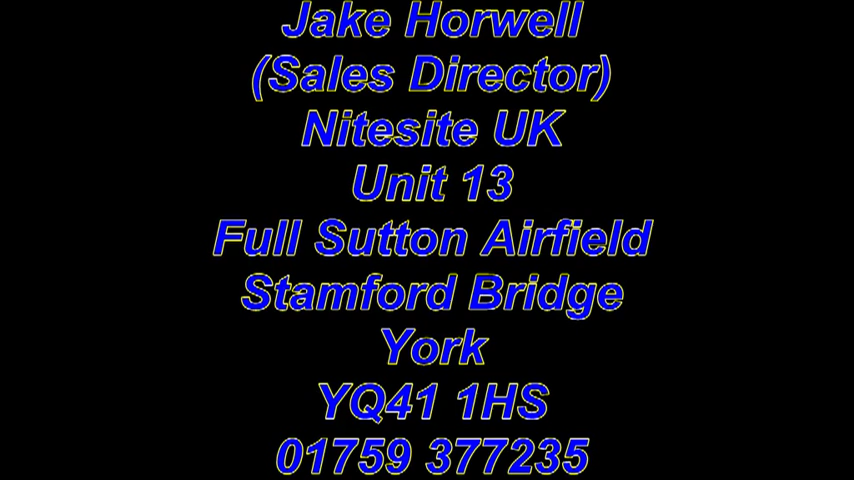 Jake Horwell
(Sales Director)
Nitesite UK
Unit 13
Full Sutton Airfield
Stamford Bridge
York
YQ41 1HS
01759 377235